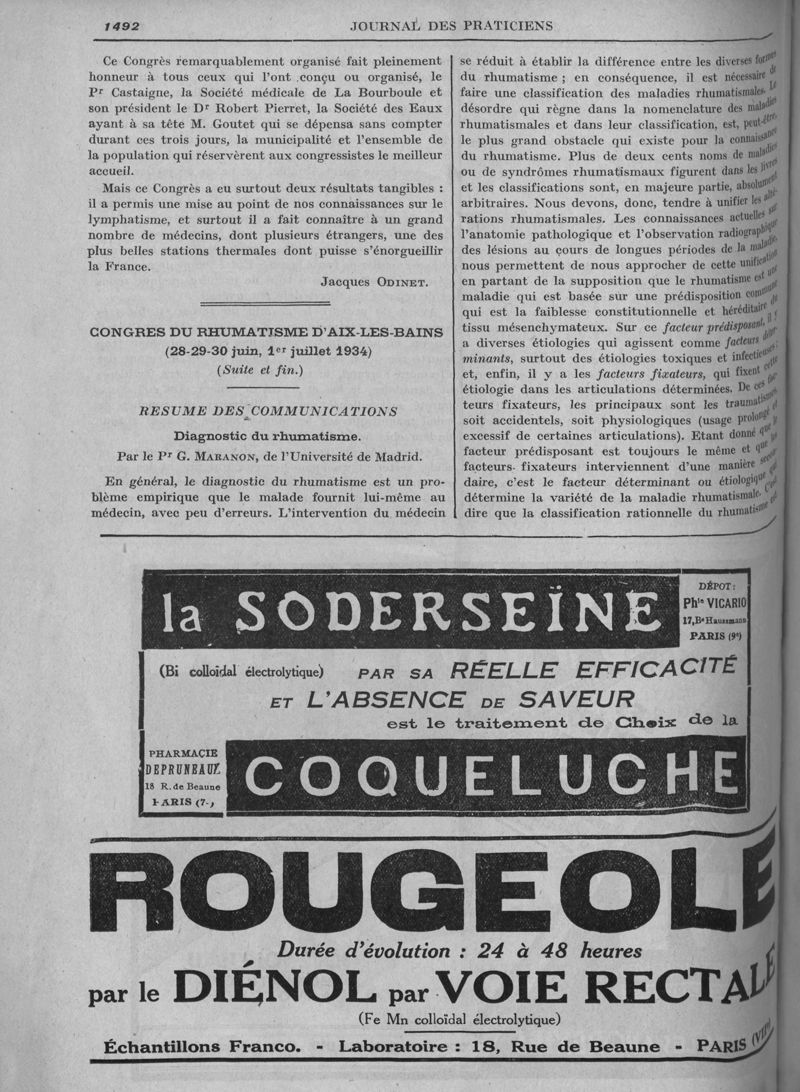 1492
JOURNAL DES PRATICIENS
Ce Congrès remarquablement organisé fait pleinement
honneur à tous ceux qui l'ont conçu ou organisé, le
Pr Castaigne, la Société médicale de La Bourboule et
son président le Dr Robert Pierret, la Société des Eaux
ayant à sa tête M. Goutet qui se dépensa sans compter
durant ces trois jours, la municipalité et l'ensemble de
la population qui réservèrent aux congressistes le meilleur
accueil.
Mais ce Congrès a eu surtout deux résultats tangibles :
il a permis une mise au point de nos connaissances sur le
lymphatisme, et surtout il a fait connaître à un grand
nombre de médecins, dont plusieurs étrangers, une des
plus belles stations thermales dont puisse s'énorgueillir
la France.
Jacques ODINET.
CONGRES DU RHUMATISME D'AIX-LES-BAINS
(28-29-30 juin, 1er juillet 1934)
(Suite et fin.)
RESUME DES COMMUNICATIONS
Diagnostic du rhumatisme.
Par le Pr G. MARANON, de l'Université de Madrid.
En général, le diagnostic du rhumatisme est un pro-
blème empirique que le malade fournit lui-même au
médecin, avec peu d'erreurs. L'intervention du médecin
se réduit à établir la différence entre les diverses formes
du rhumatisme ; en conséquence, il est nécessaire de
faire une classification des maladies rhumatismales. Le
désordre qui règne dans la nomenclature des maladies
rhumatismales et dans leur classification, est, peut-être,
le plus grand obstacle qui existe pour la connaissance
du rhumatisme. Plus de deux cents noms de maladies
ou de syndrômes rhumatismaux figurent dans les livres
et les classifications sont, en majeure partie, absolument
arbitraires. Nous devons, donc, tendre à unifier les alté-
rations rhumatismales. Les connaissances actuelles sur
l'anatomie pathologique et l'observation radiographique
des lésions au cours de longues périodes de la maladie,
nous permettent de nous approcher de cette unification
en partant de la supposition que le rhumatisme est une
maladie qui est basée sur une prédisposition commune
qui est la faiblesse constitutionnelle et héréditaire du
tissu mésenchymateux. Sur ce facteur prédisposant, il y
a diverses étiologies qui agissent comme facteurs déter-
minants, surtout des étiologies toxiques et infectieuses;
et, enfin, il y a les facteurs fixateurs, qui fixent cette
étiologie dans les articulations déterminées. De ces fac-
teurs fixateurs, les principaux sont les traumatismes
soit accidentels, soit physiologiques (usage prolongé et
excessif de certaines articulations). Etant donné que le
facteur prédisposant est toujours le même et que les
facteurs fixateurs interviennent d'une manière secon-
daire, c'est le facteur déterminant ou étiologique qui
détermine la variété de la maladie rhumatismale.
dire que la classification rationnelle du rhumatisme
la SODERSEÏNE
DÉPOT :
Phie VICARIO
17, Bd Haussmann
PARIS (9e)
(Bi colloïdal électrolytique) PAR SA RÉELLE EFFICACITÉ
ET L'ABSENCE DE SAVEUR
est le traitement de Choix de la
PHARMACIE
DEPRUNEAUX
18 R. de Beaune
PARIS (7-)
COQUELUCHE
ROUGEOLE
Durée d'évolution : 24 à 48 heures
par le DIÉNOL par VOIE RECTALE
(Fe Mn colloïdal électrolytique)
Échantillons Franco. - Laboratoire : 18, Rue de Beaune - PARIS (VIIe)